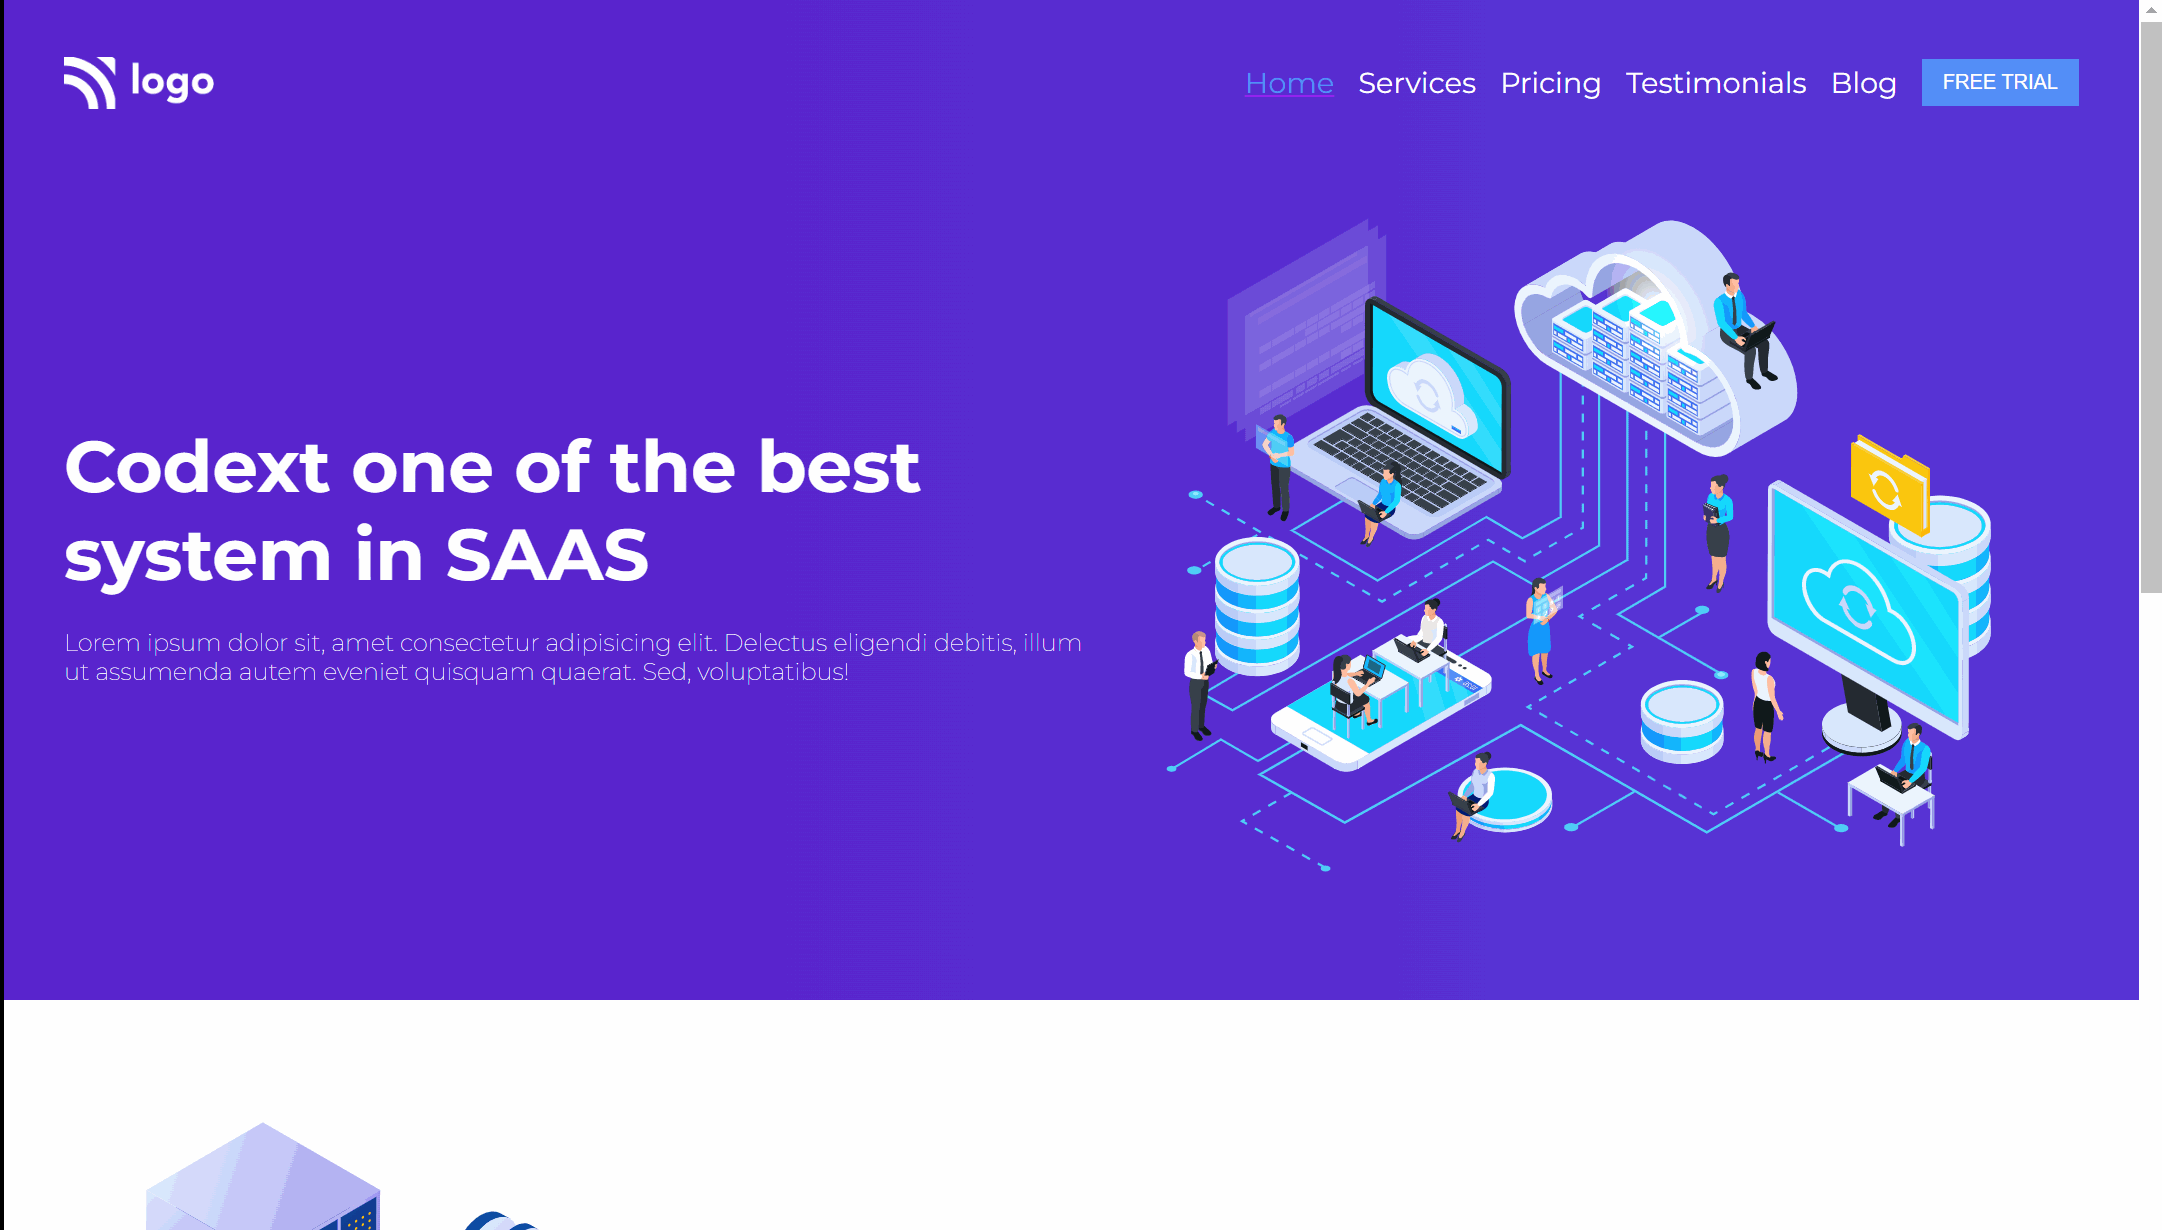 logo
Home Services Pricing Testimonials Blog FREE TRIAL
Codext one of the best
system in SAAS
Lorem ipsum dolor sit, amet consectetur adipisicing elit. Delectus eligendi debitis, illum
ut assumenda autem eveniet quisquam quaerat. Sed, voluptatibus!